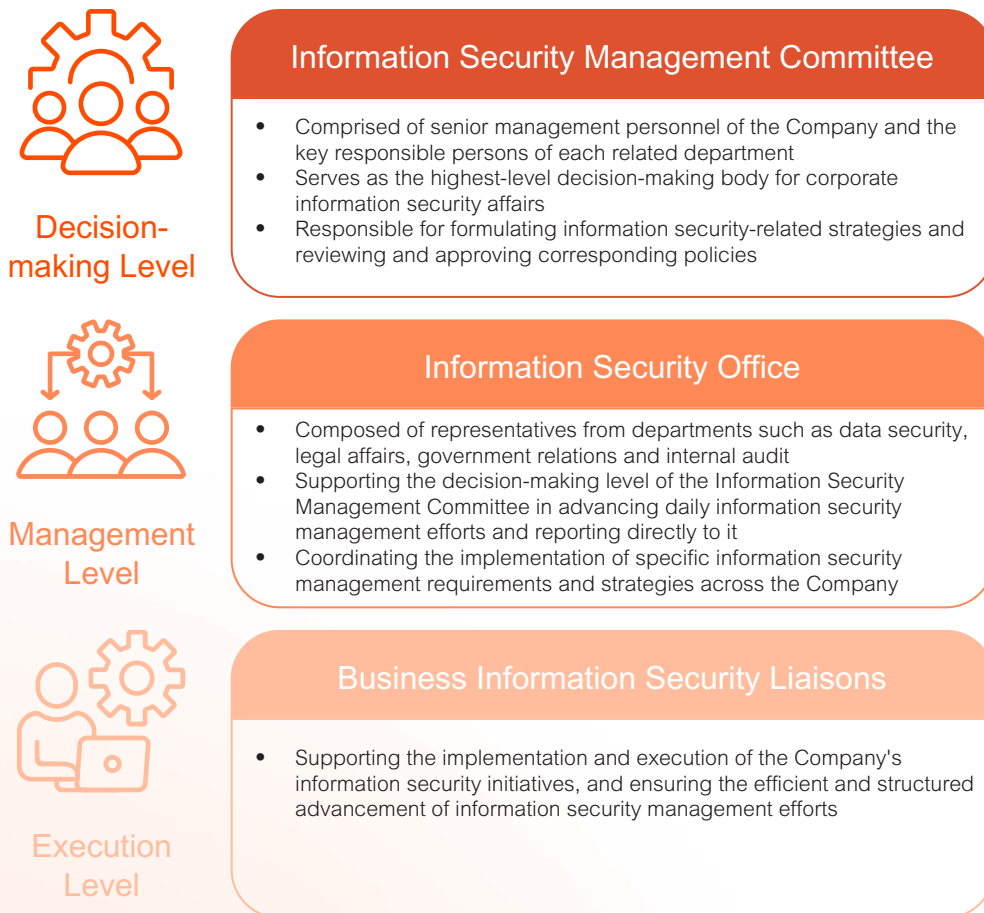 Information Security Management Committee
• Comprised of senior management personnel of the Company and the
key responsible persons of each related department
• Serves as the highest-level decision-making body for corporate
information security affairs
• Responsible for formulating information security-related strategies and
reviewing and approving corresponding policies
Decision-
making Level
Information Security Office
• Composed of representatives from departments such as data security,
legal affairs, government relations and internal audit
• Supporting the decision-making level of the Information Security
Management Committee in advancing daily information security
management efforts and reporting directly to it
• Coordinating the implementation of specific information security
management requirements and strategies across the Company
Management
Level
Business Information Security Liaisons
• Supporting the implementation and execution of the Company's
information security initiatives, and ensuring the efficient and structured
advancement of information security management efforts
Execution
Level